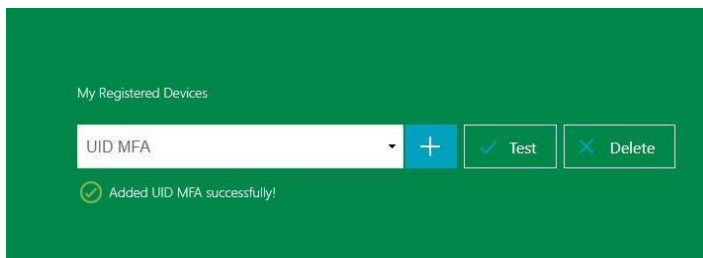 My Registered Devices
UID MFA
Test
Delete
Added UID MFA successfully!